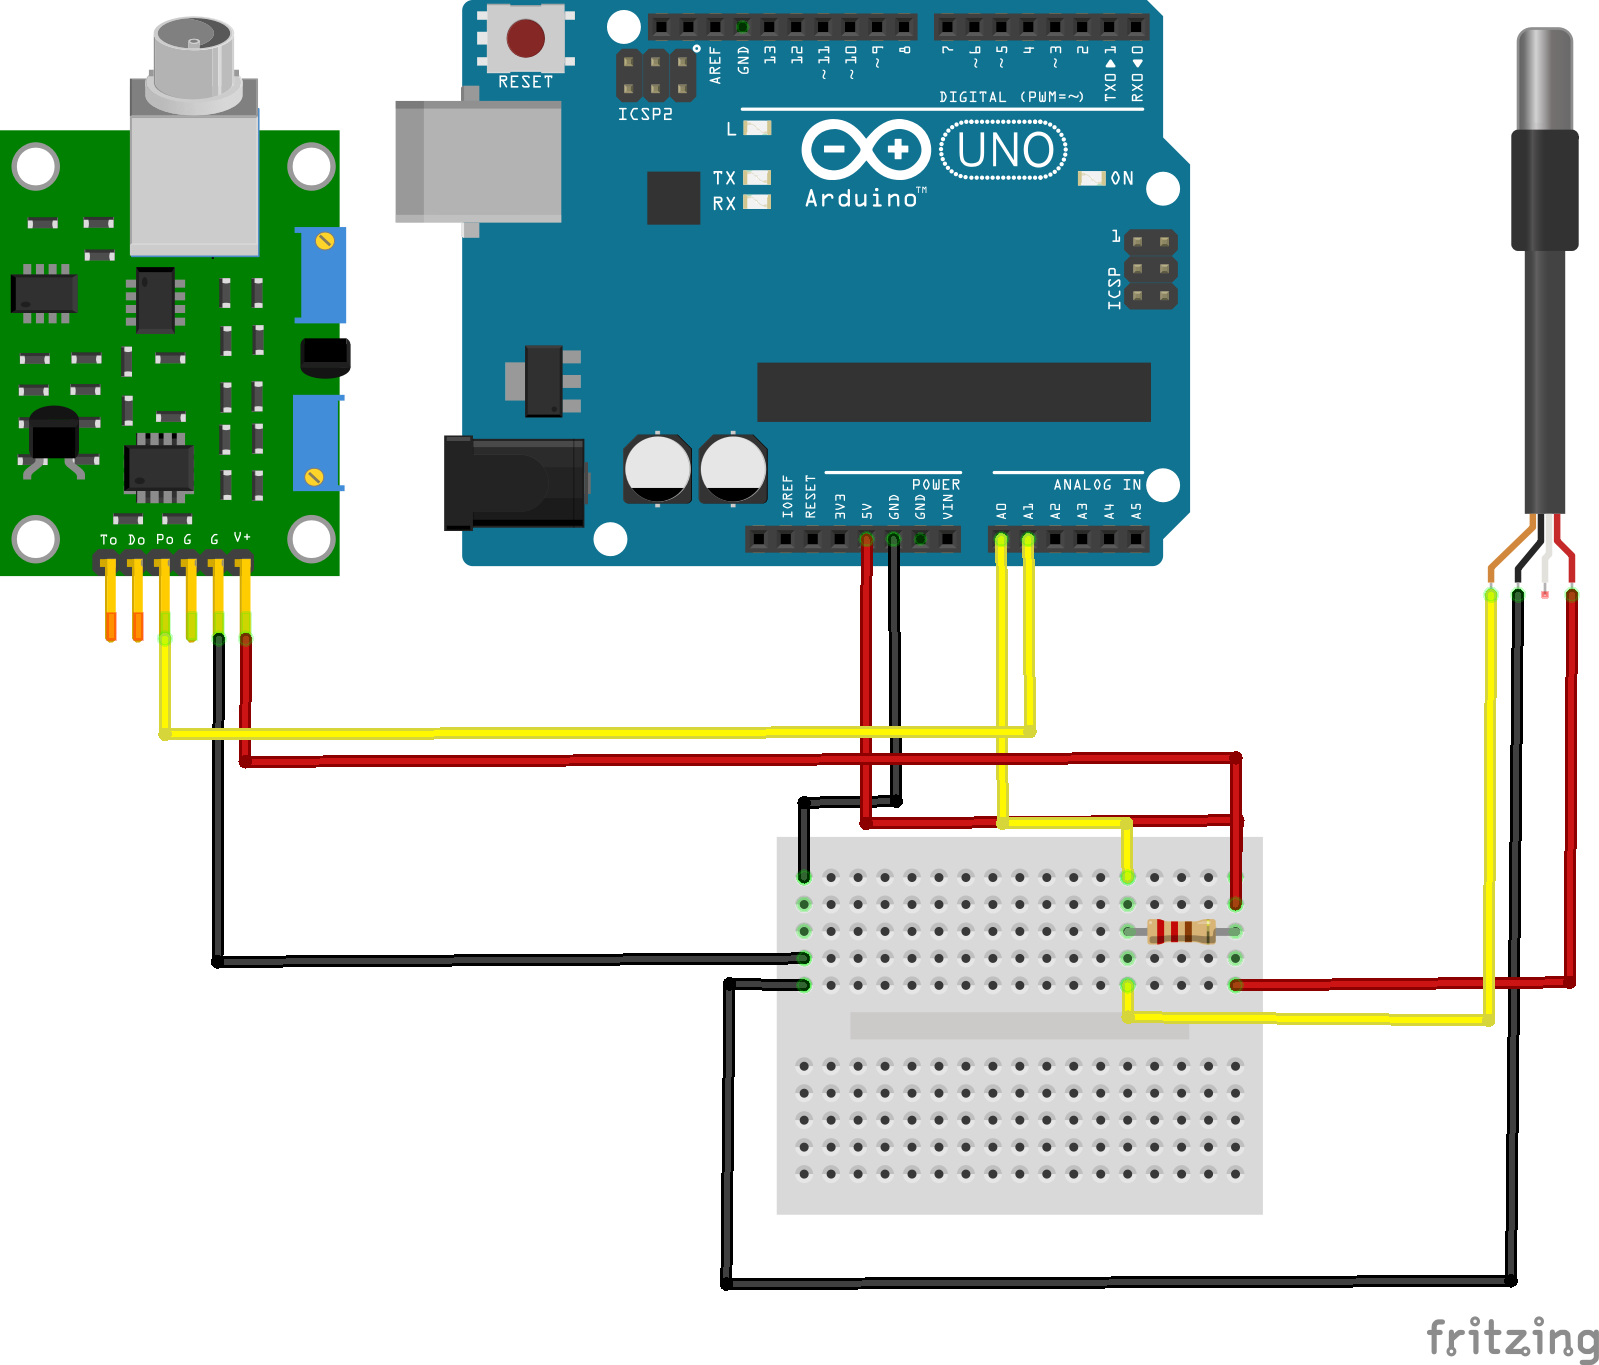 RESET
ICSP2
AREF
GND
13
12
~11
~10
~9
8
7
~6
~5
4
~3
2
TX0 1
RX0 0
DIGITAL (PWM=~)
L
TX
RX
UNO
Arduino™
ON
1
ICSP
POWER
ANALOG IN
IOREF
RESET
3V3
5V
GND
GND
VIN
A0
A1
A2
A3
A4
A5
To Do Po G G V+
fritzing